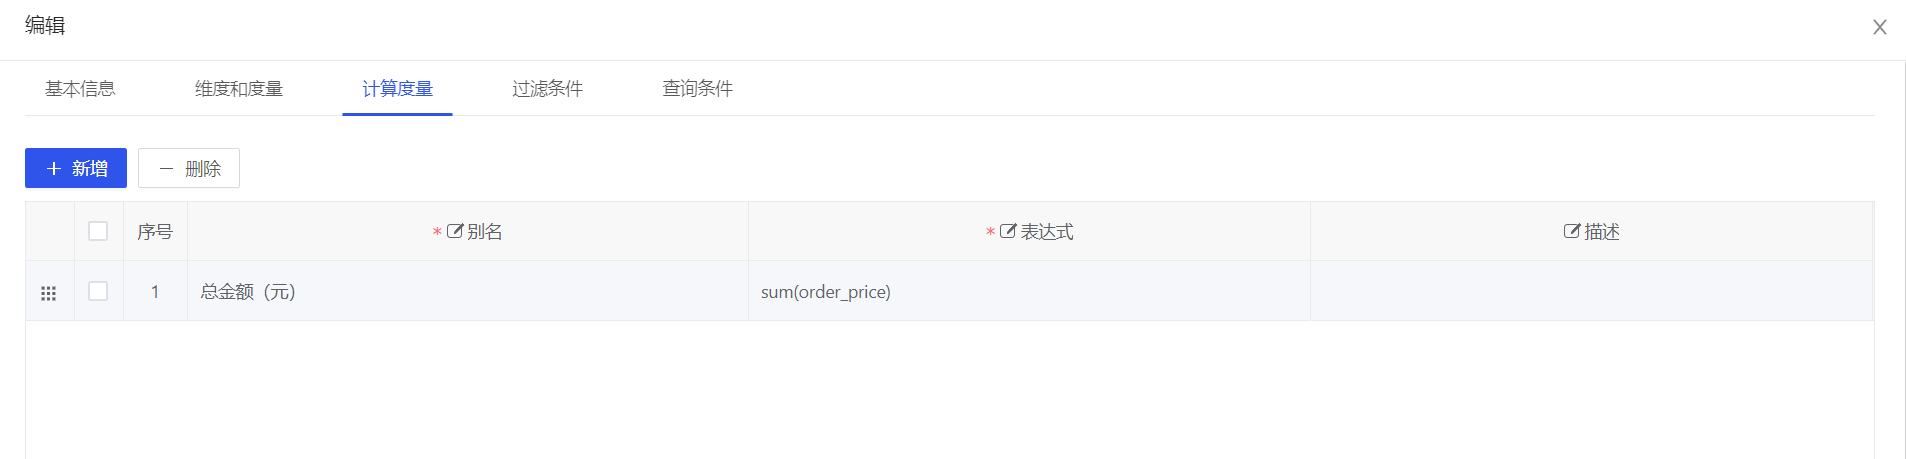 编辑
基本信息 维度和度量 计算度量 过滤条件 查询条件
新增 删除
序号 *别名 *表达式 描述
1 总金额（元） sum(order_price)